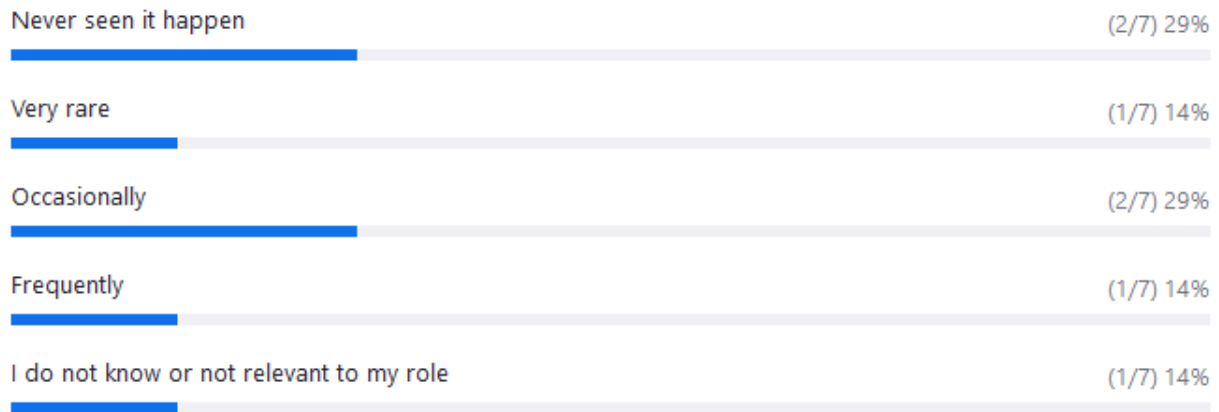 Never seen it happen (2/7) 29%
Very rare (1/7) 14%
Occasionally (2/7) 29%
Frequently (1/7) 14%
I do not know or not relevant to my role (1/7) 14%